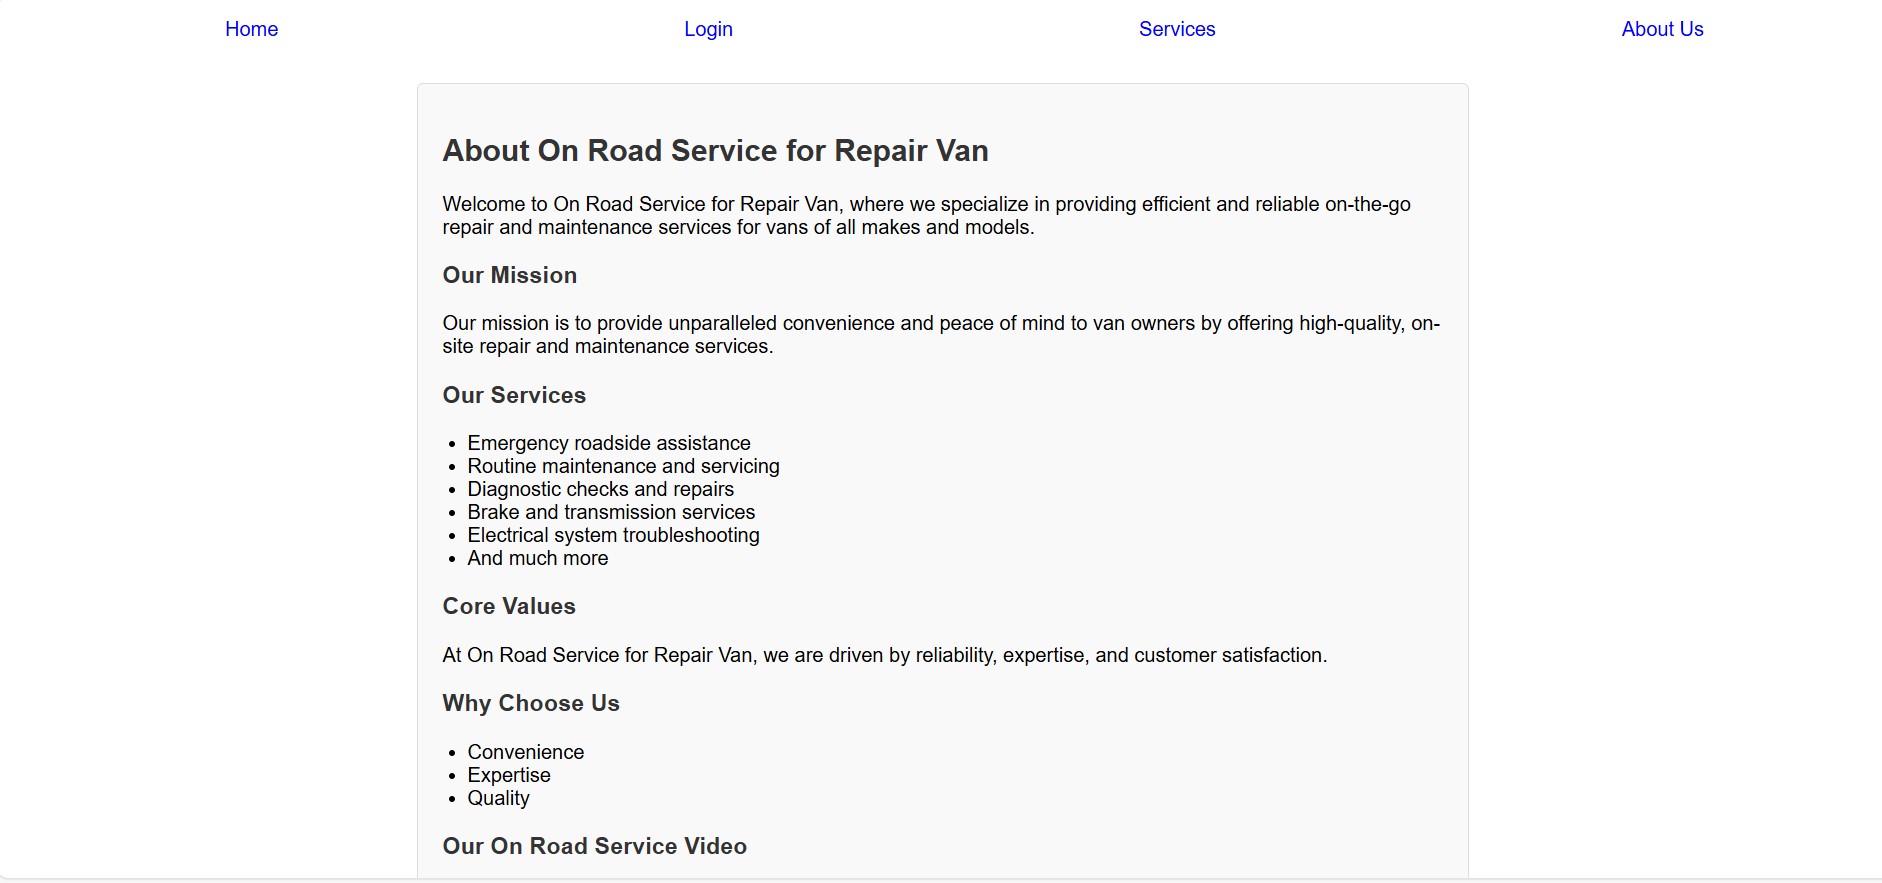 Home Login Services About Us
About On Road Service for Repair Van
Welcome to On Road Service for Repair Van, where we specialize in providing efficient and reliable on-the-go
repair and maintenance services for vans of all makes and models.
Our Mission
Our mission is to provide unparalleled convenience and peace of mind to van owners by offering high-quality, on-
site repair and maintenance services.
Our Services
• Emergency roadside assistance
• Routine maintenance and servicing
• Diagnostic checks and repairs
• Brake and transmission services
• Electrical system troubleshooting
• And much more
Core Values
At On Road Service for Repair Van, we are driven by reliability, expertise, and customer satisfaction.
Why Choose Us
• Convenience
• Expertise
• Quality
Our On Road Service Video